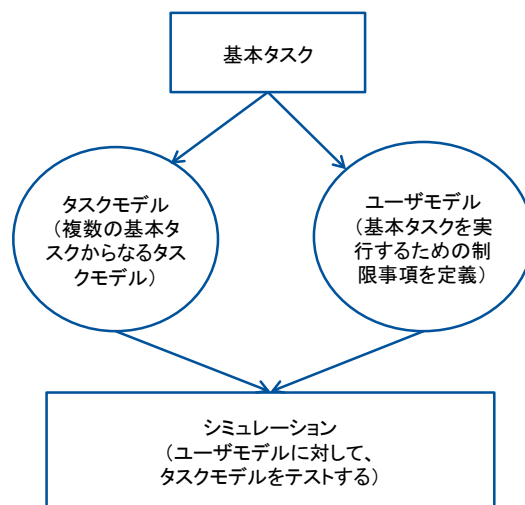 基本タスク
タスクモデル
（複数の基本タ
スクからなるタス
クモデル）
ユーザモデル
（基本タスクを実
行するための制
限事項を定義）
シミュレーション
（ユーザモデルに対して、
タスクモデルをテストする）